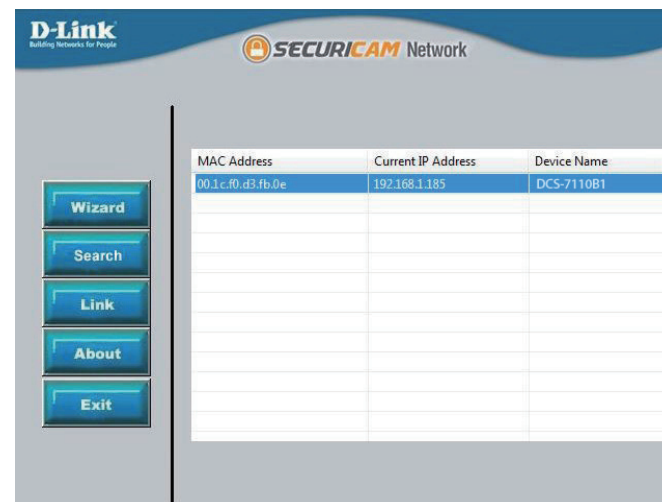 D-Link
Building Networks for People
SECURICAM Network
MAC Address Current IP Address Device Name
00.1c.f0.d3.fb.0e 192.168.1.185 DCS-7110B1
Wizard
Search
Link
About
Exit